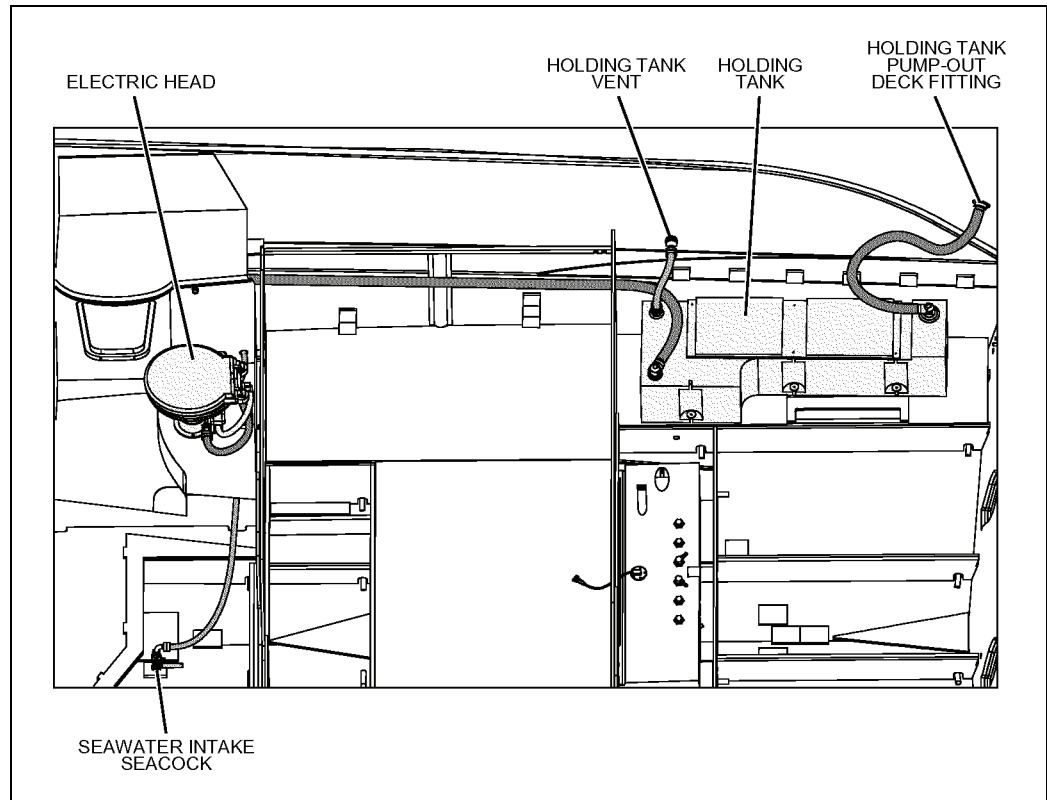 ELECTRIC HEAD
HOLDING TANK
VENT
HOLDING
TANK
HOLDING TANK
PUMP-OUT
DECK FITTING
SEAWATER INTAKE
SEACOCK